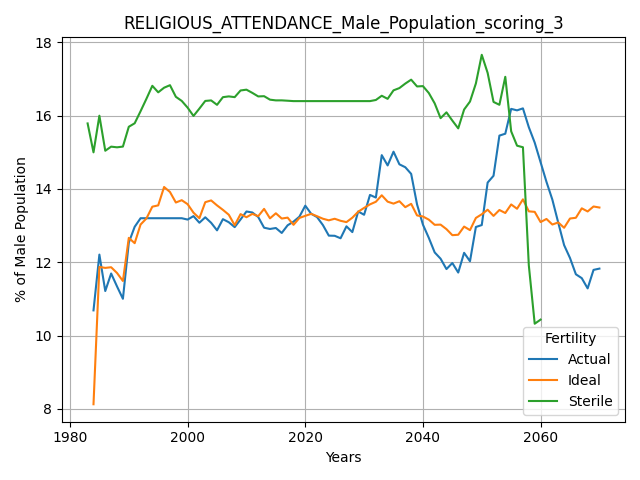 RELIGIOUS_ATTENDANCE_Male_Population_scoring_3
% of Male Population
18
16
14
12
10
8
1980 2000 2020 2040 2060
Years
Fertility
Actual
Ideal
Sterile